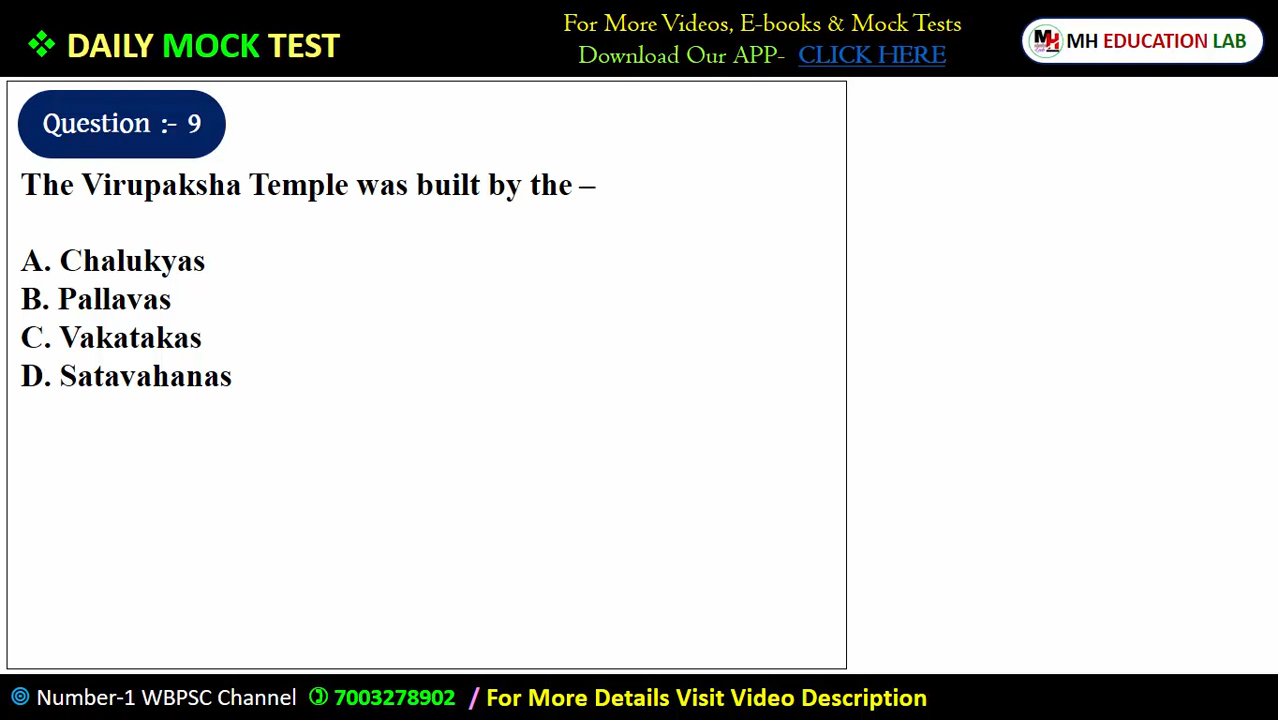 DAILY MOCK TEST
For More Videos, E-books & Mock Tests
Download Our APP- CLICK HERE
MH EDUCATION LAB
Question :- 9
The Virupaksha Temple was built by the –
A. Chalukyas
B. Pallavas
C. Vakatakas
D. Satavahanas
Number-1 WBPSC Channel 7003278902 / For More Details Visit Video Description